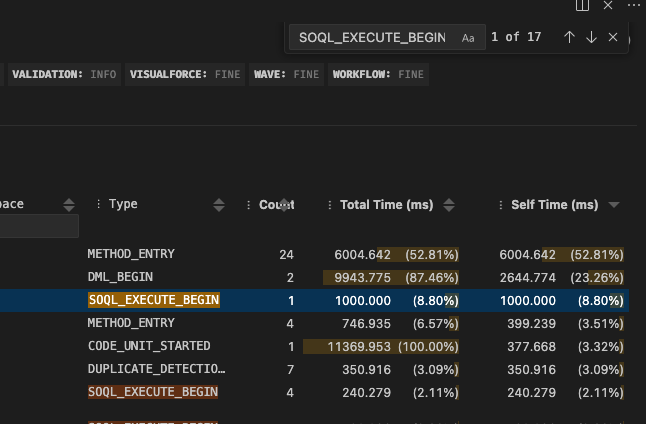 SOQL_EXECUTE_BEGIN Aa 1 of 17
VALIDATION: INFO VISUALFORCE: FINE WAVE: FINE WORKFLOW: FINE
pace Type Count Total Time (ms) Self Time (ms)
METHOD_ENTRY 24 6004.642 (52.81%) 6004.642 (52.81%)
DML_BEGIN 2 9943.775 (87.46%) 2644.774 (23.26%)
SOQL_EXECUTE_BEGIN 1 1000.000 (8.80%) 1000.000 (8.80%)
METHOD_ENTRY 4 746.935 (6.57%) 399.239 (3.51%)
CODE_UNIT_STARTED 1 11369.953 (100.00%) 377.668 (3.32%)
DUPLICATE_DETECTIO… 7 350.916 (3.09%) 350.916 (3.09%)
SOQL_EXECUTE_BEGIN 4 240.279 (2.11%) 240.279 (2.11%)